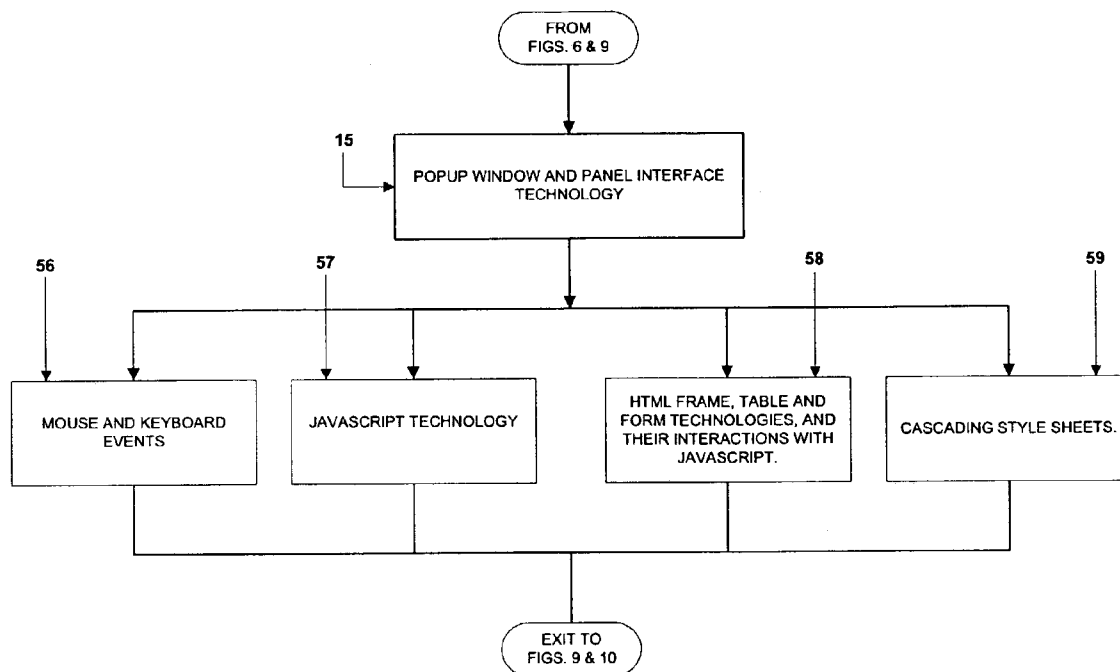 FROM
FIGS. 6 & 9
15
POPUP WINDOW AND PANEL INTERFACE
TECHNOLOGY
56
57
58
59
MOUSE AND KEYBOARD
EVENTS
JAVASCRIPT TECHNOLOGY
HTML FRAME, TABLE AND
FORM TECHNOLOGIES, AND
THEIR INTERACTIONS WITH
JAVASCRIPT.
CASCADING STYLE SHEETS.
EXIT TO
FIGS. 9 & 10